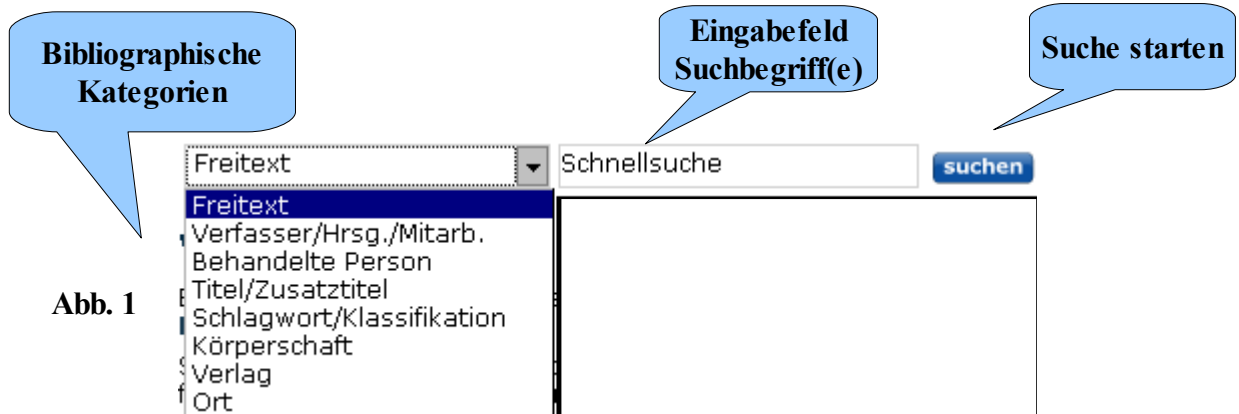 Bibliographische
Kategorien
Eingabefeld
Suchbegriff(e)
Suche starten
Freitext
Schnellsuche
suchen
Freitext
Verfasser/Hrsg./Mitarb.
Behandelte Person
Titel/Zusatztitel
Schlagwort/Klassifikation
Körperschaft
Verlag
Ort
Abb. 1